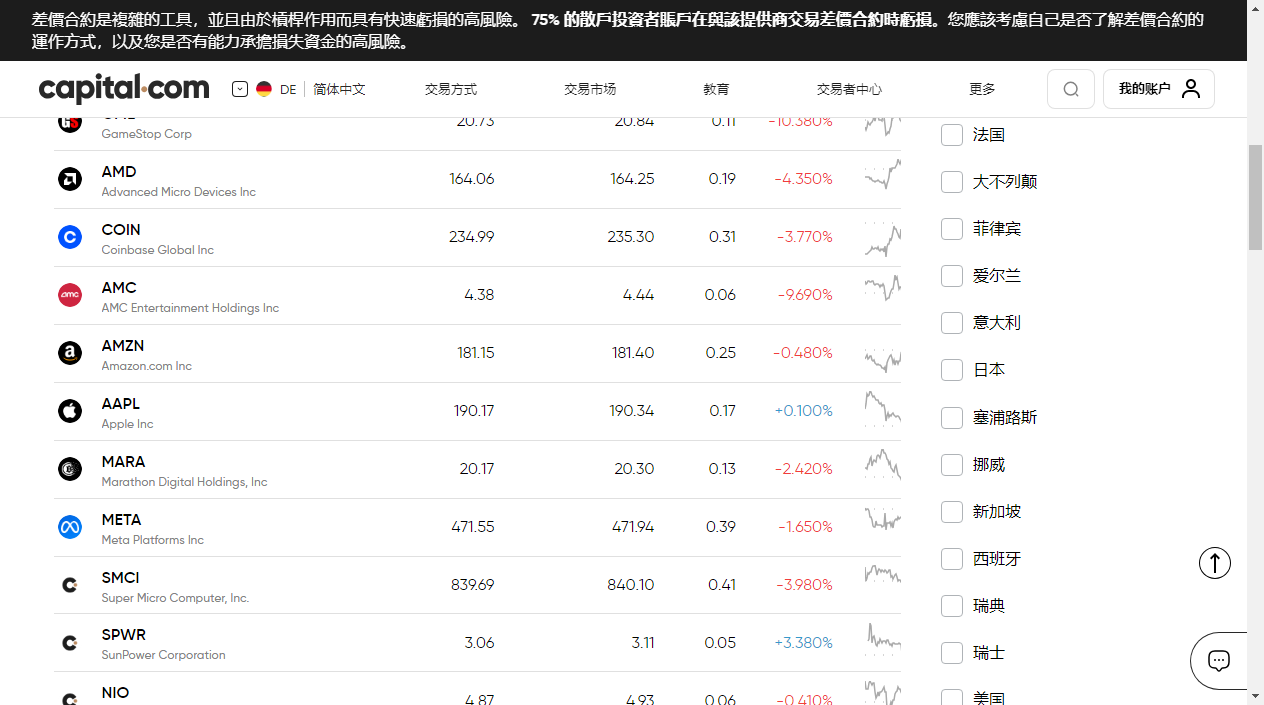 差價合約是複雜的工具，並且由於槓桿作用而具有快速虧損的高風險。 75% 的散戶投資者賬戶在與該提供商交易差價合約時虧損。您應該考慮自己是否了解差價合約的
運作方式，以及您是否有能力承擔損失資金的高風險。
capital.com
DE 简体中文 交易方式 交易市场 教育 交易者中心 更多 我的账户
20.73 20.84 0.11 -10.380%
GameStop Corp
法国
AMD 164.06 164.25 0.19 -4.350%
Advanced Micro Devices Inc
大不列颠
COIN 234.99 235.30 0.31 -3.770%
Coinbase Global Inc
菲律宾
AMC 4.38 4.44 0.06 -9.690%
AMC Entertainment Holdings Inc
爱尔兰
意大利
AMZN 181.15 181.40 0.25 -0.480%
Amazon.com Inc
日本
AAPL 190.17 190.34 0.17 +0.100%
Apple Inc
塞浦路斯
MARA 20.17 20.30 0.13 -2.420%
Marathon Digital Holdings, Inc
挪威
META 471.55 471.94 0.39 -1.650%
Meta Platforms Inc
新加坡
西班牙
SMCI 839.69 840.10 0.41 -3.980%
Super Micro Computer, Inc.
瑞典
SPWR 3.06 3.11 0.05 +3.380%
SunPower Corporation
瑞士
NIO 4.87 4.93 0.06 -0.410%
美国